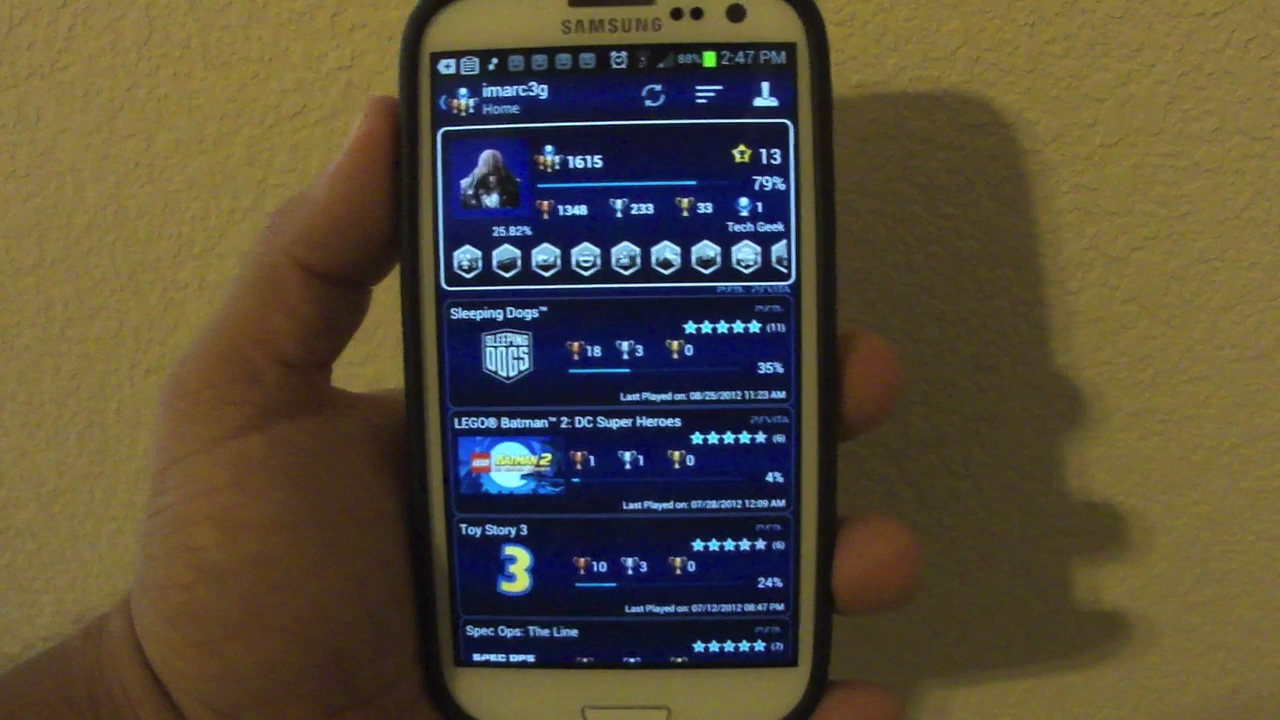 SAMSUNG
88% 2:47 PM
imarc3g
Home
1615
13
79%
1348 233 33 1
25.82%
Tech Geek
PSVITA
Sleeping Dogs™
SLEEPING DOGS
(11)
18 3 0
35%
Last Played on: 08/25/2012 11:23 AM
LEGO® Batman™ 2: DC Super Heroes PSVITA
(6)
LEGO BATMAN 2
1 1 0
4%
Last Played on: 07/28/2012 12:09 AM
Toy Story 3
(6)
3
10 3 0
24%
Last Played on: 07/12/2012 08:47 PM
Spec Ops: The Line
(7)
SPEC OPS